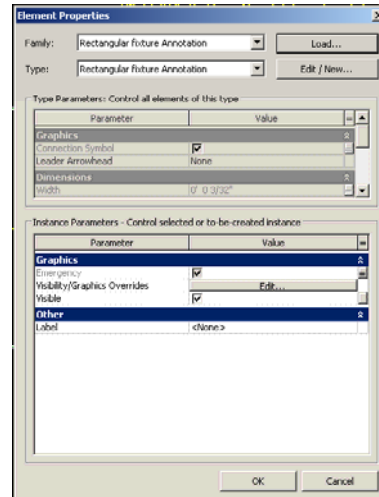 Element Properties
Family: Rectangular fixture Annotation Load...
Type: Rectangular fixture Annotation Edit / New...
Type Parameters: Control all elements of this type
Parameter Value =
Graphics
Connection Symbol
Leader Arrowhead None
Dimensions
Width 0' 0 3/32"
Instance Parameters - Control selected or to-be-created instance
Parameter Value =
Graphics
Emergency
Visibility/Graphics Overrides Edit...
Visible
Other
Label <None>
OK Cancel